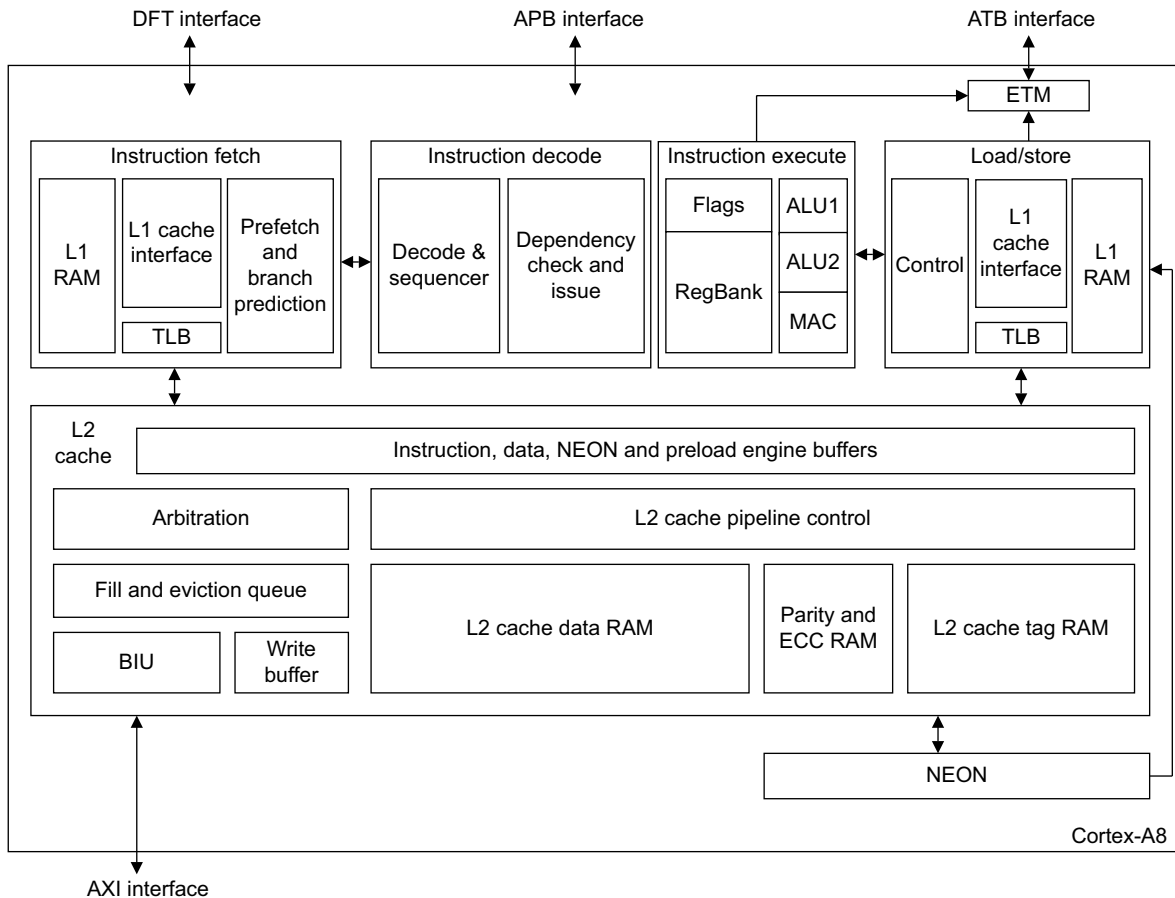 DFT interface
APB interface
ATB interface
ETM
Instruction fetch
L1
RAM
L1 cache
interface
TLB
Prefetch
and
branch
prediction
Instruction decode
Decode &
sequencer
Dependency
check and
issue
Instruction execute
Flags
RegBank
ALU1
ALU2
MAC
Load/store
Control
L1
cache
interface
TLB
L1
RAM
L2
cache
Instruction, data, NEON and preload engine buffers
Arbitration
L2 cache pipeline control
Fill and eviction queue
BIU
Write
buffer
L2 cache data RAM
Parity and
ECC RAM
L2 cache tag RAM
NEON
Cortex-A8
AXI interface